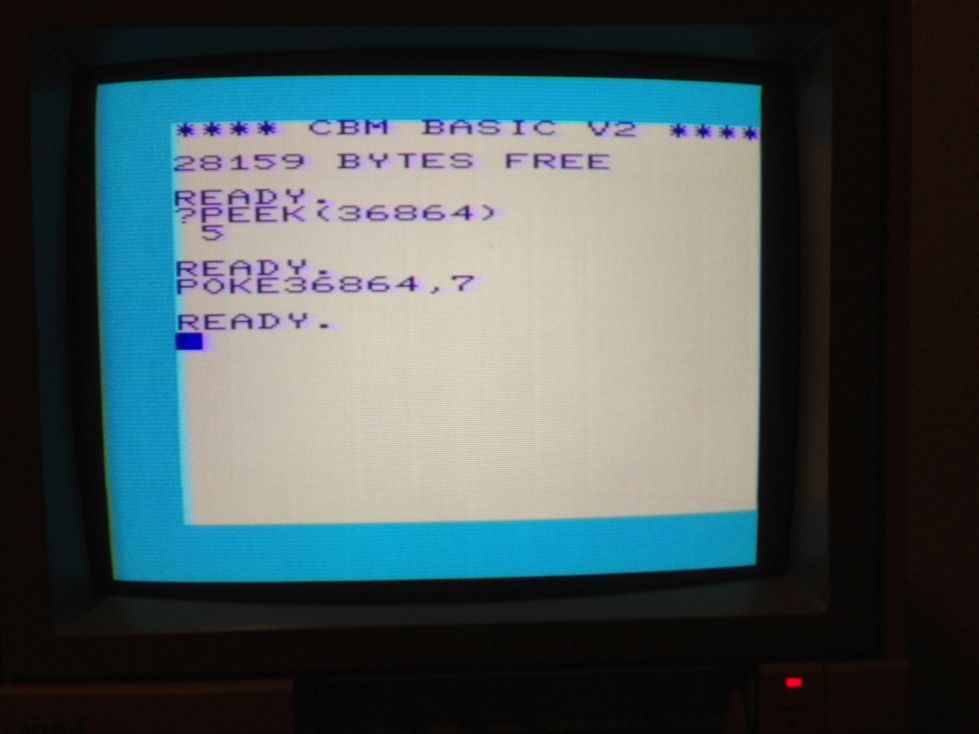 **** CBM BASIC V2 ****
28159 BYTES FREE
READY.
?PEEK(36864)
5
READY.
POKE36864,7
READY.